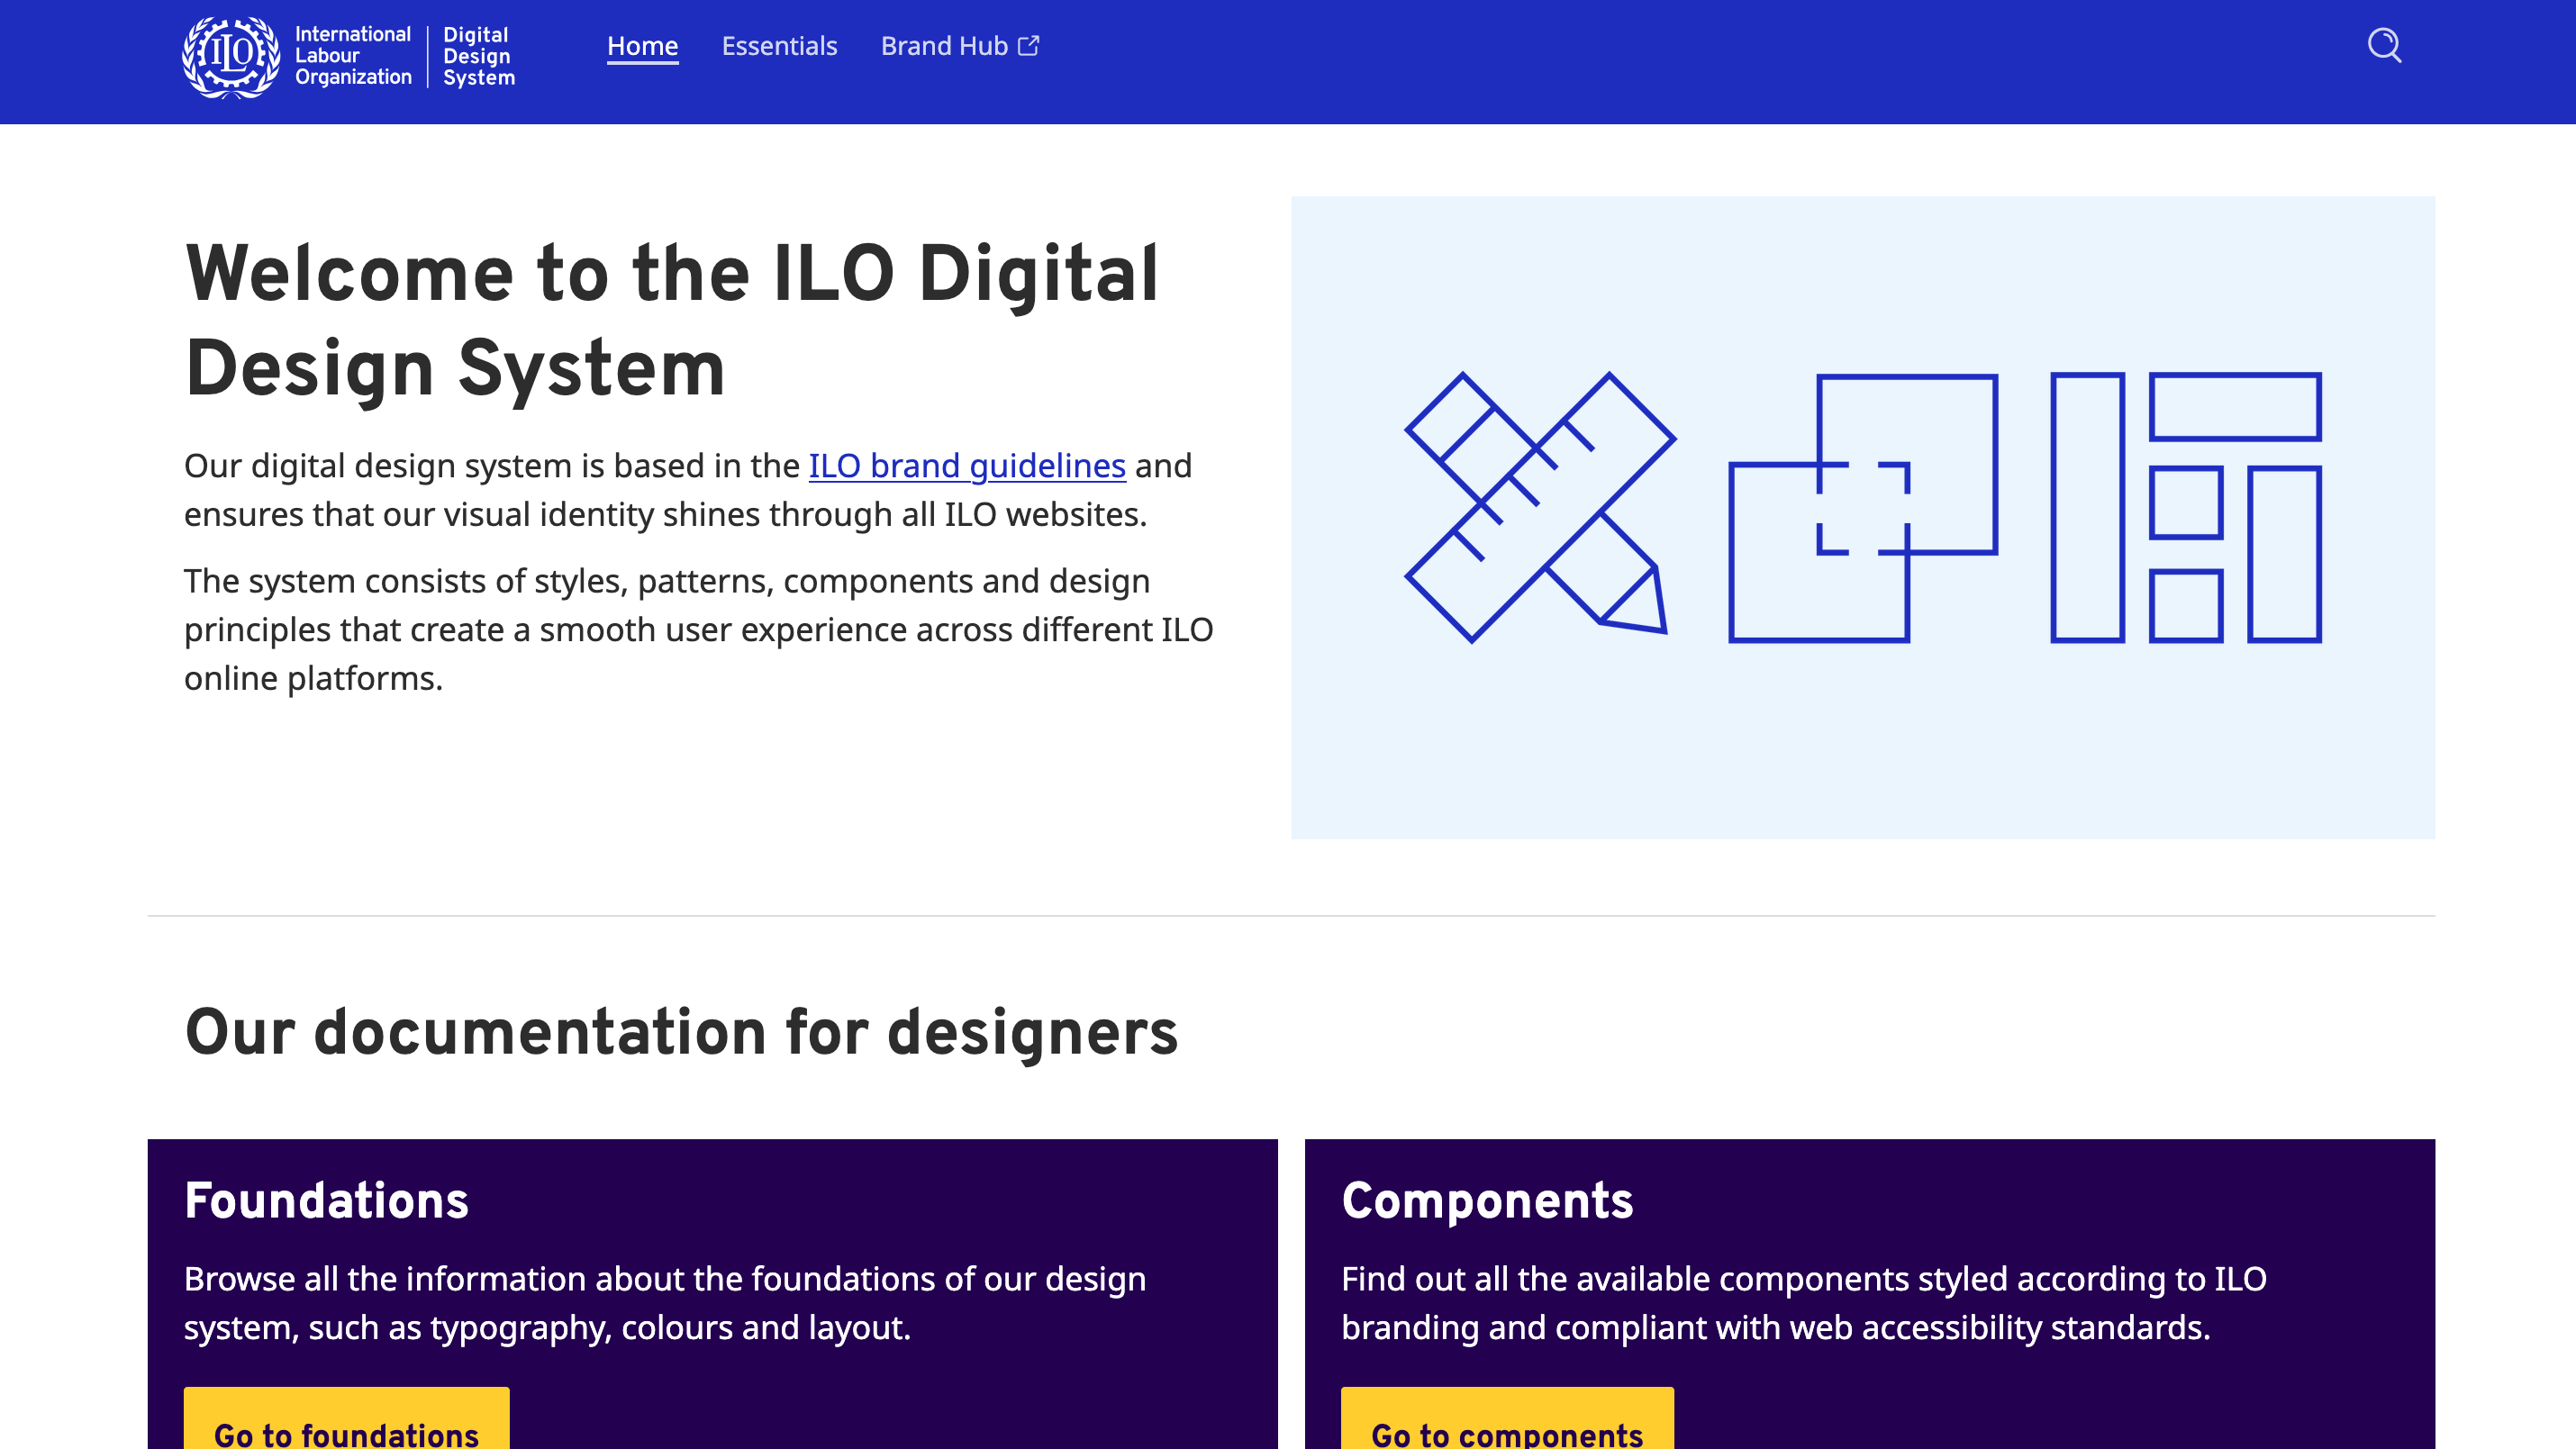 ILO
International
Labour
Organization
Digital
Design
System
Home
Essentials
Brand Hub
Welcome to the ILO Digital
Design System
Our digital design system is based in the ILO brand guidelines and
ensures that our visual identity shines through all ILO websites.
The system consists of styles, patterns, components and design
principles that create a smooth user experience across different ILO
online platforms.
Our documentation for designers
Foundations
Browse all the information about the foundations of our design
system, such as typography, colours and layout.
Go to foundations
Components
Find out all the available components styled according to ILO
branding and compliant with web accessibility standards.
Go to components